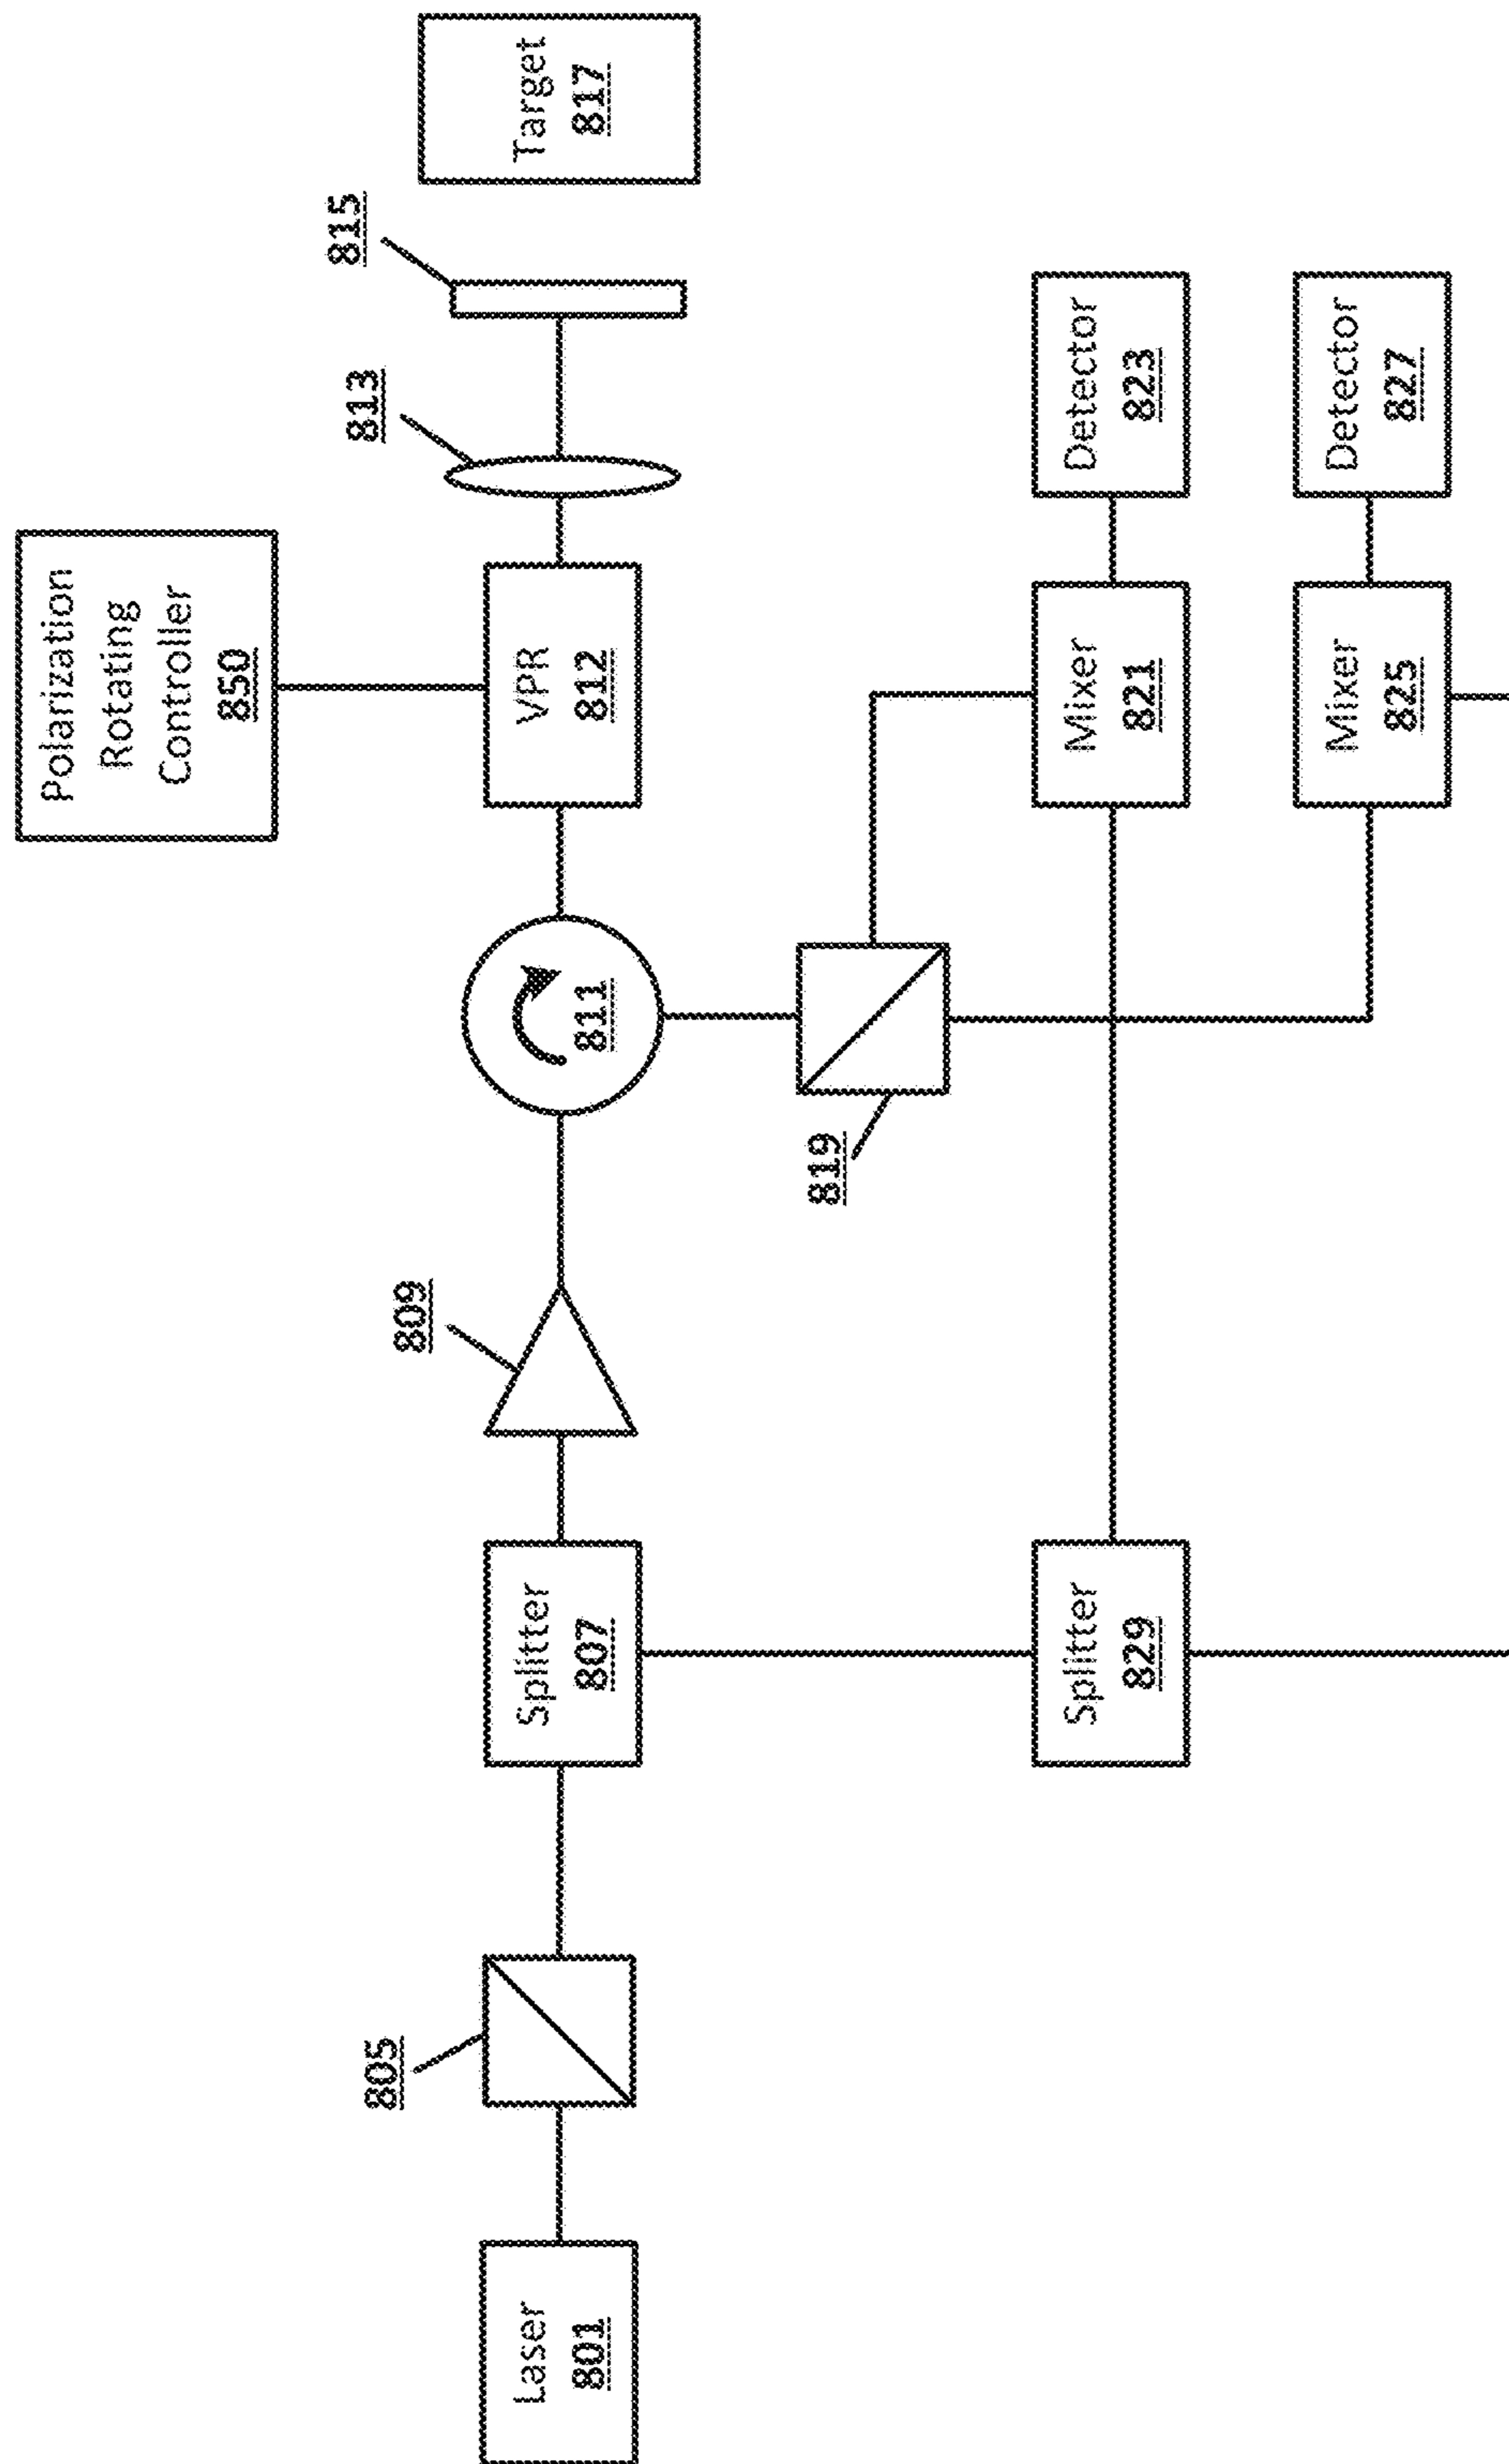 Polarization
Rotating
Controller
850
813
815
Target
817
Laser
801
805
Splitter
807
809
811
VPR
812
819
Splitter
829
Mixer
821
Detector
823
Mixer
825
Detector
827